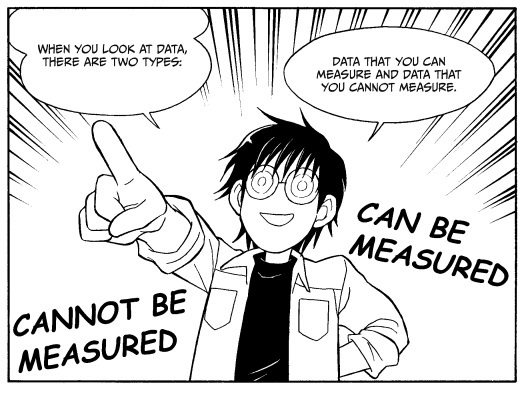 WHEN YOU LOOK AT DATA,
THERE ARE TWO TYPES:
DATA THAT YOU CAN
MEASURE AND DATA THAT
YOU CANNOT MEASURE.
CAN BE
MEASURED
CANNOT BE
MEASURED